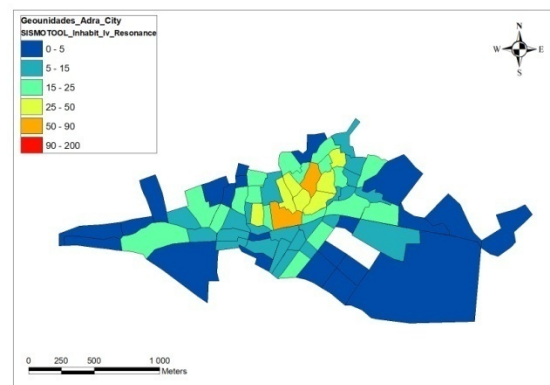 Geounidades_Adra_City
SISMOTOOL_Inhabit_Iv_Resonance
0 - 5
5 - 15
15 - 25
25 - 50
50 - 90
90 - 200
N
W E
S
0 250 500 1 000
Meters